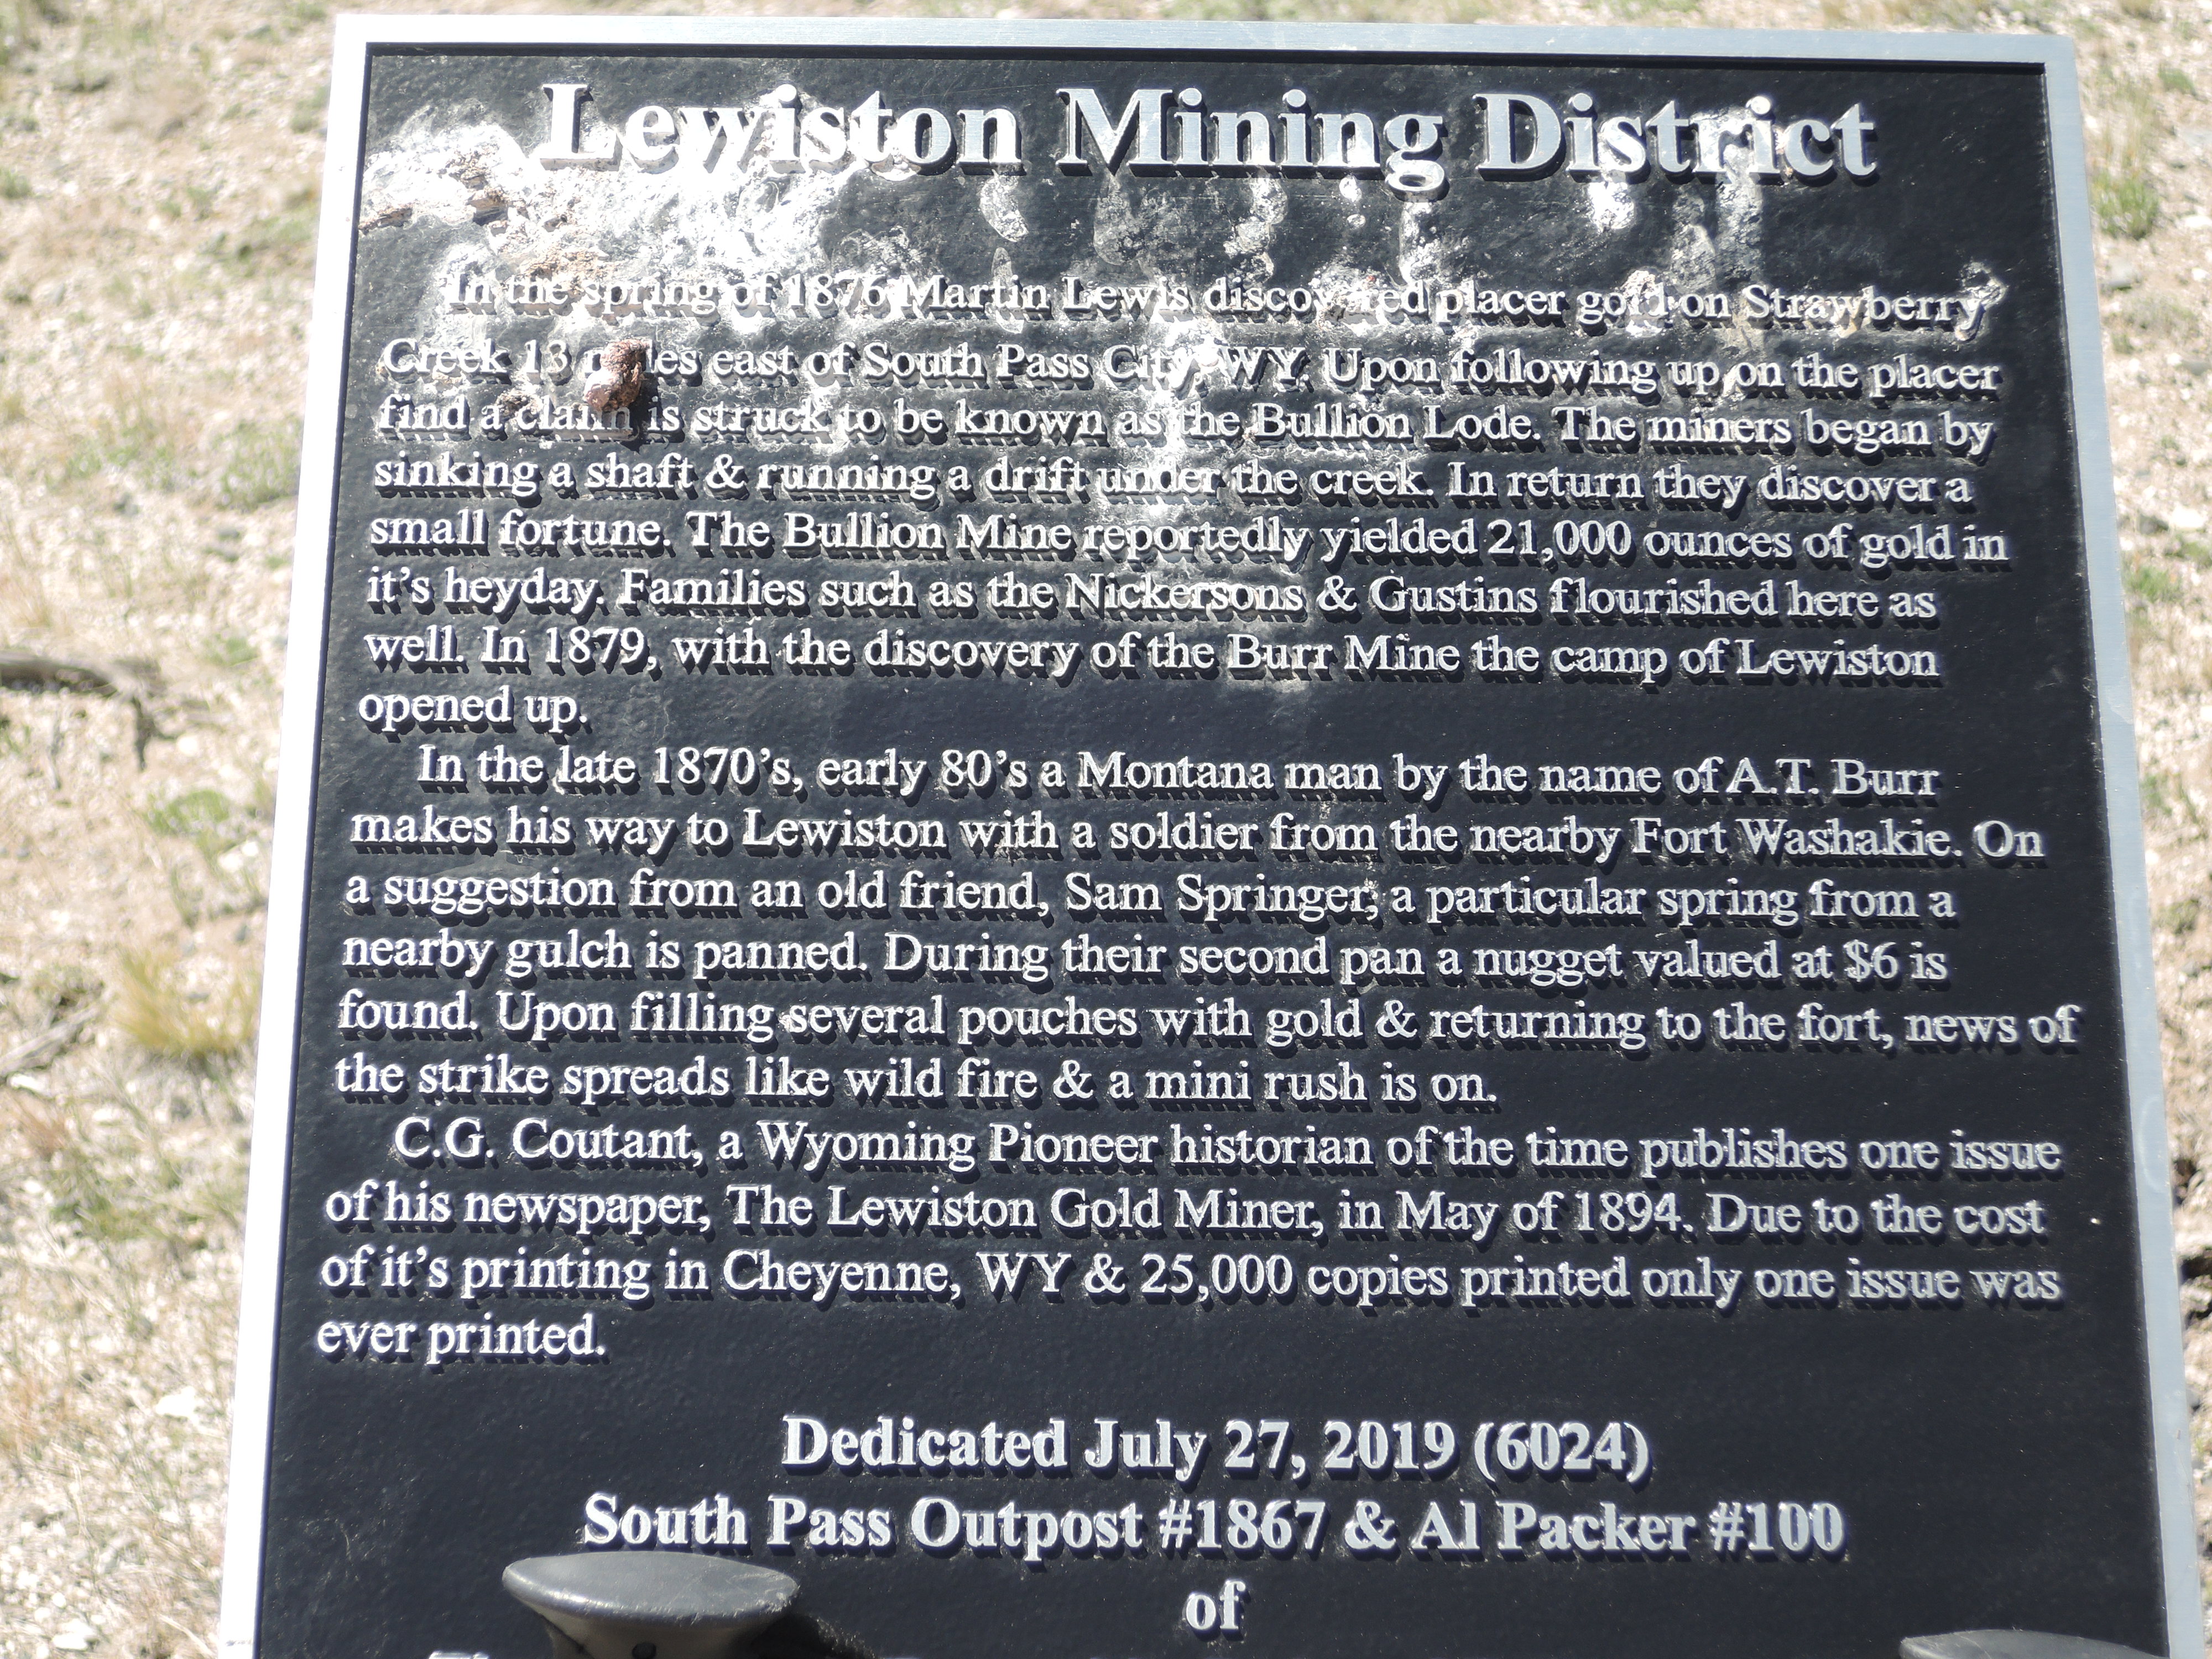 Lewiston Mining District
In the spring of 1876 Martin Lewis discovered placer gold on Strawberry
Creek 13 miles east of South Pass City, WY. Upon following up on the placer
find a claim is struck to be known as the Bullion Lode. The miners began by
sinking a shaft & running a drift under the creek. In return they discover a
small fortune. The Bullion Mine reportedly yielded 21,000 ounces of gold in
it's heyday. Families such as the Nickersons & Gustins flourished here as
well. In 1879, with the discovery of the Burr Mine the camp of Lewiston
opened up.
In the late 1870's, early 80's a Montana man by the name of A.T. Burr
makes his way to Lewiston with a soldier from the nearby Fort Washakie. On
a suggestion from an old friend, Sam Springer; a particular spring from a
nearby gulch is panned. During their second pan a nugget valued at $6 is
found. Upon filling several pouches with gold & returning to the fort, news of
the strike spreads like wild fire & a mini rush is on.
C.G. Coutant, a Wyoming Pioneer historian of the time publishes one issue
of his newspaper, The Lewiston Gold Miner, in May of 1894. Due to the cost
of it's printing in Cheyenne, WY & 25,000 copies printed only one issue was
ever printed.
Dedicated July 27, 2019 (6024)
South Pass Outpost #1867 & Al Packer #100
of